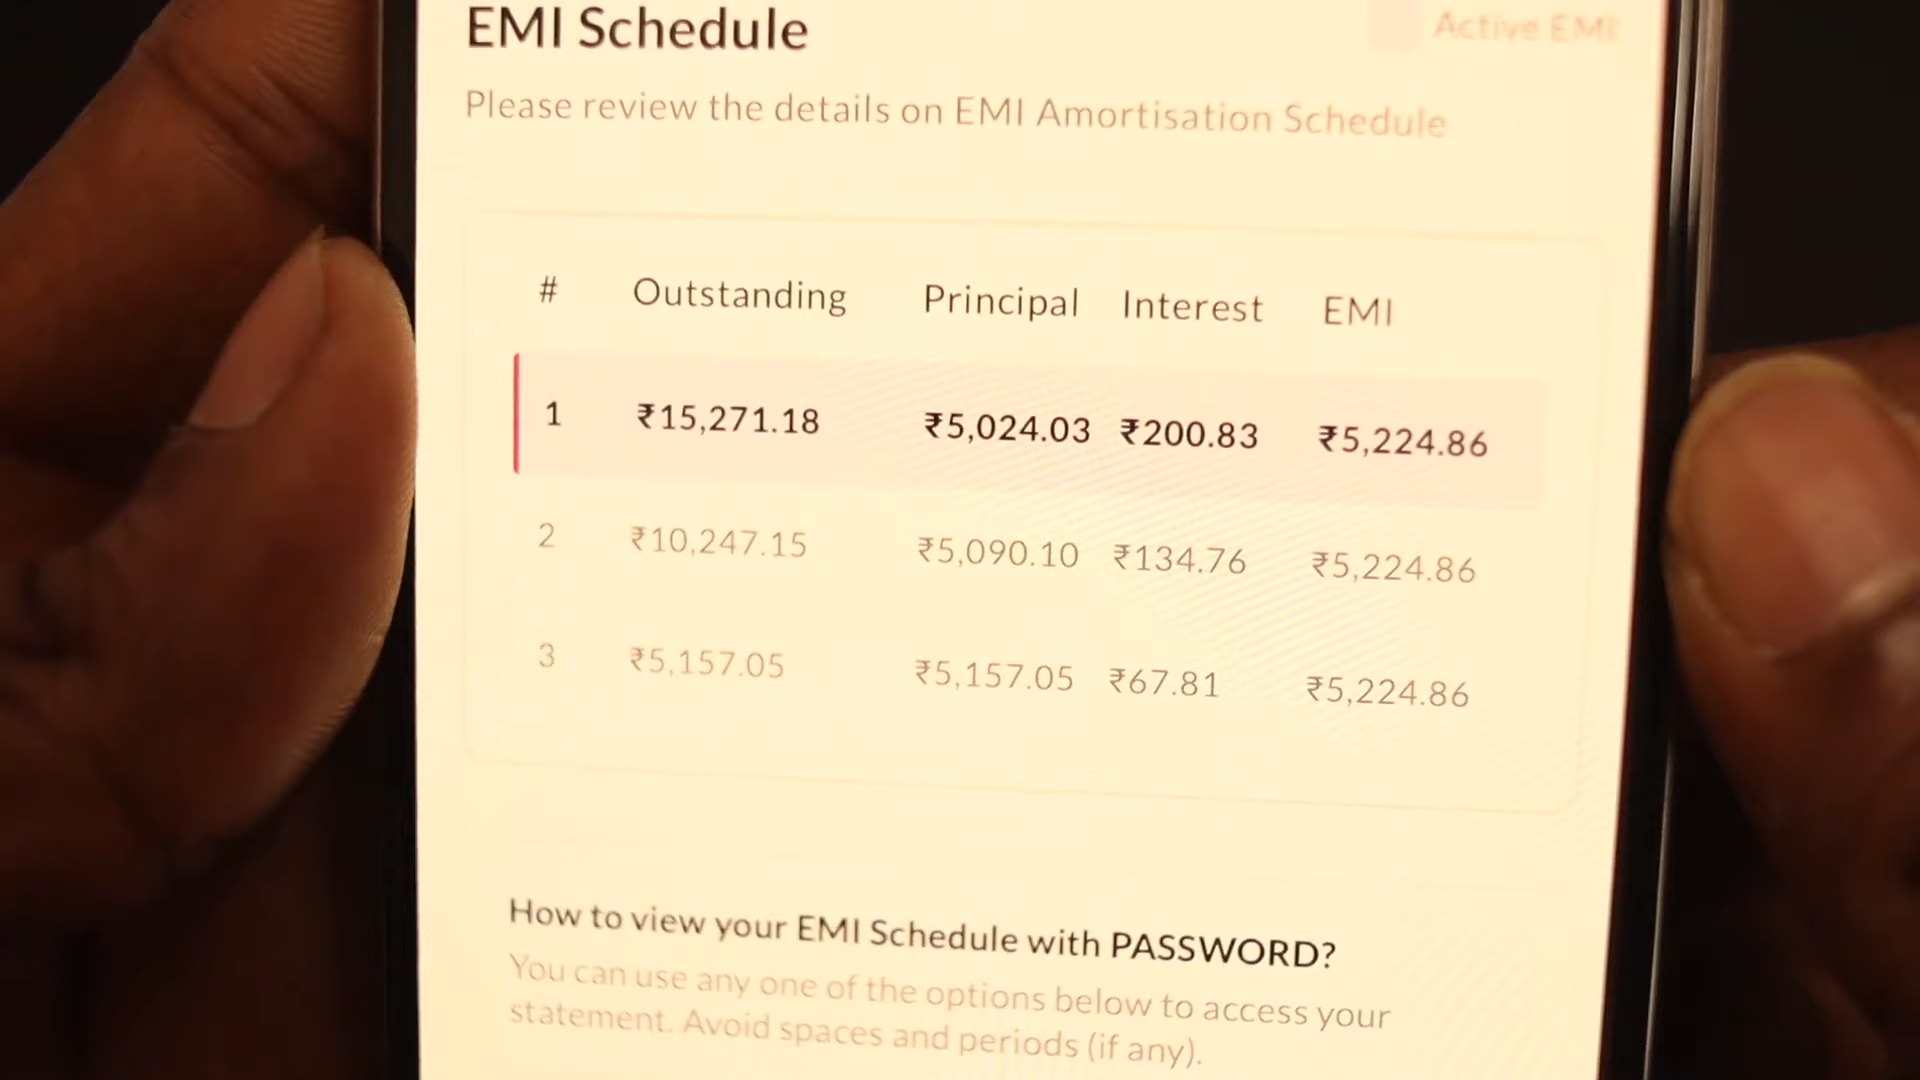 EMI Schedule
Active EMI
Please review the details on EMI Amortisation Schedule
# Outstanding Principal Interest EMI
1 ₹15,271.18 ₹5,024.03 ₹200.83 ₹5,224.86
2 ₹10,247.15 ₹5,090.10 ₹134.76 ₹5,224.86
3 ₹5,157.05 ₹5,157.05 ₹67.81 ₹5,224.86
How to view your EMI Schedule with PASSWORD?
You can use any one of the options below to access your
statement. Avoid spaces and periods (if any).